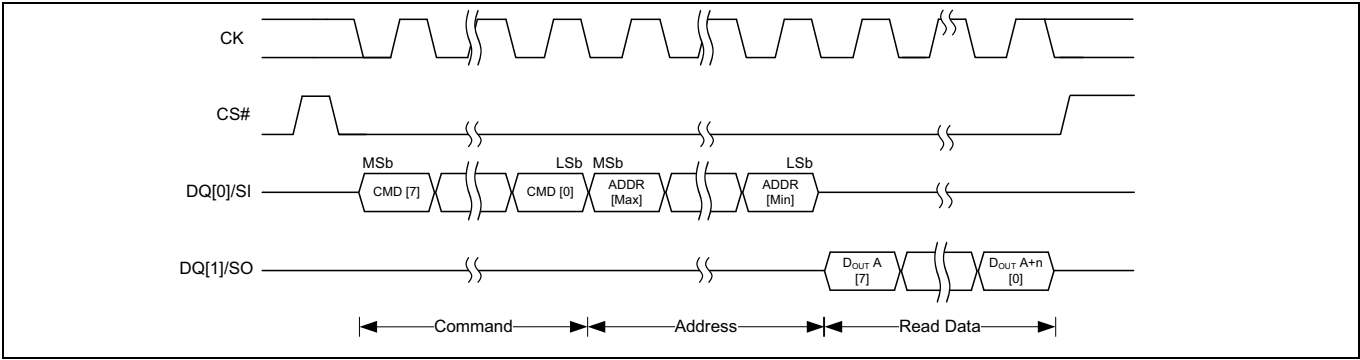 CK
CS#
MSb LSb MSb LSb
DQ[0]/SI CMD [7] CMD [0] ADDR [Max] ADDR [Min]
DQ[1]/SO DOUT A [7] DOUT A+n [0]
Command Address Read Data